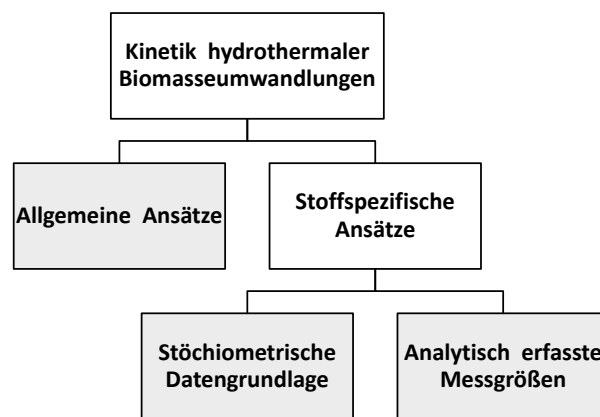 Kinetik hydrothermaler
Biomasseumwandlungen
Allgemeine Ansätze
Stoffspezifische
Ansätze
Stöchiometrische
Datengrundlage
Analytisch erfasste
Messgrößen